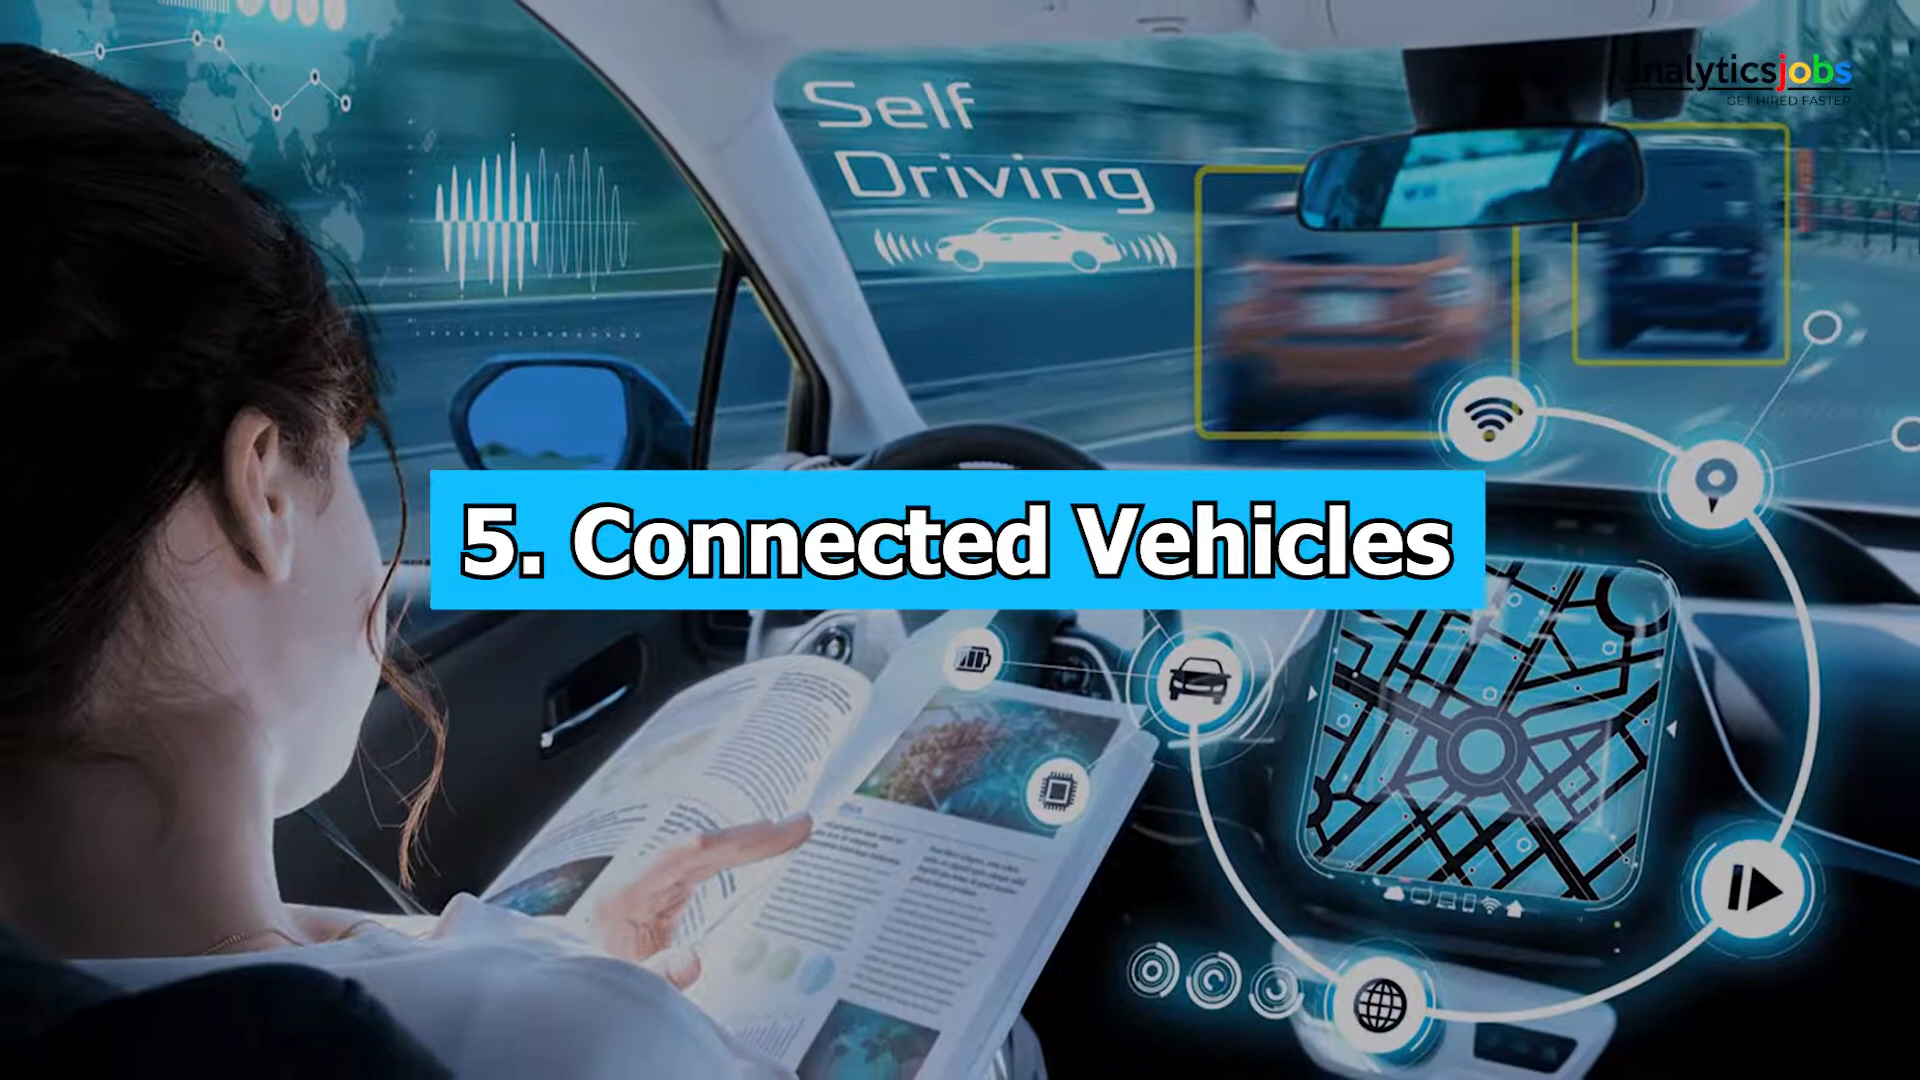 analyticsjobs
GET HIRED FASTER
Self
Driving
5. Connected Vehicles